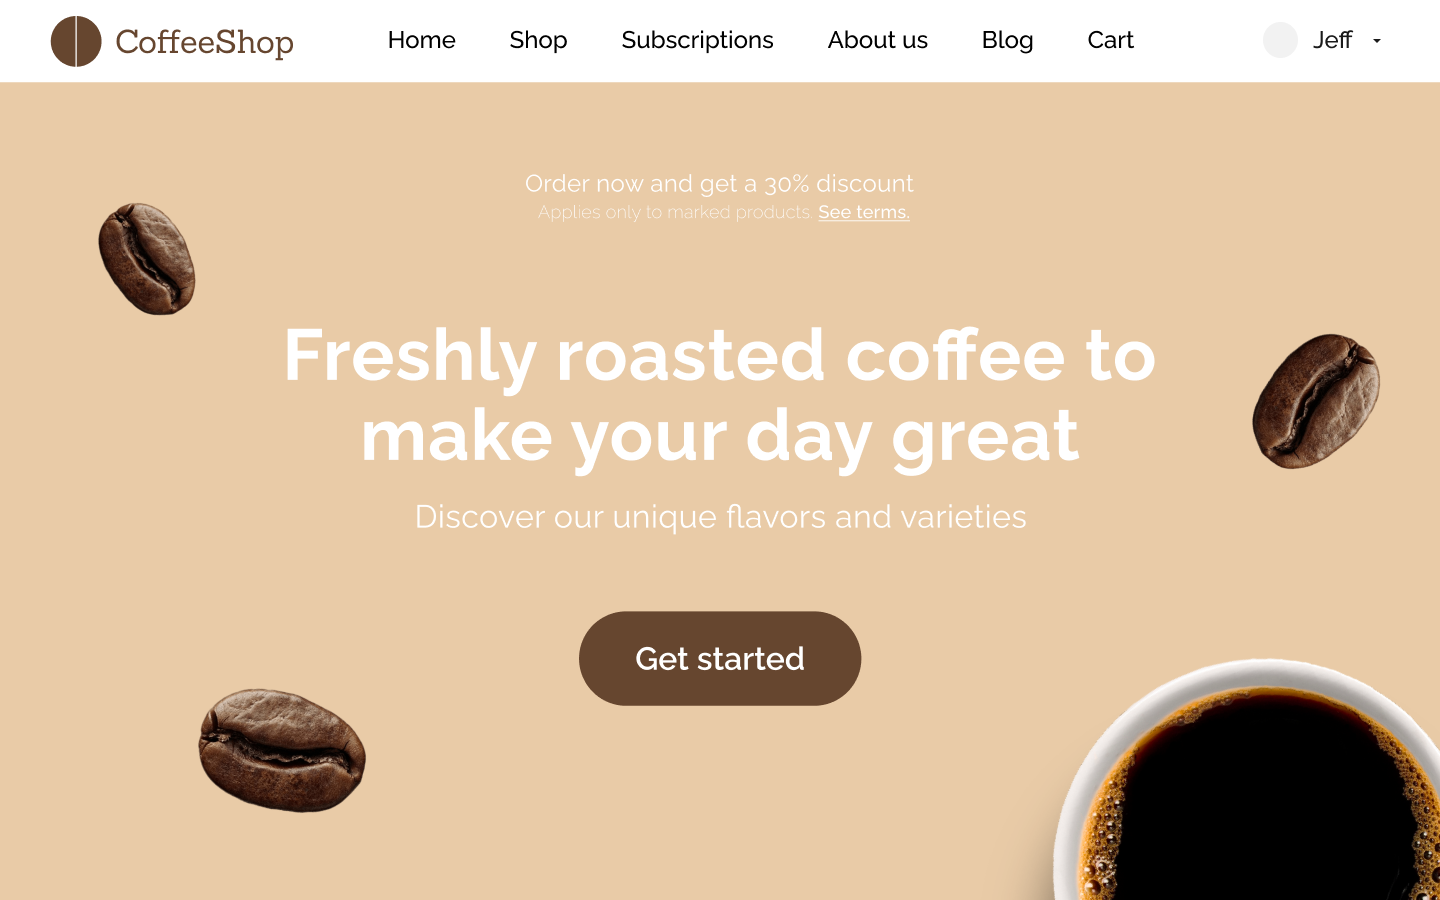 CoffeeShop
Home
Shop
Subscriptions
About us
Blog
Cart
Jeff
Order now and get a 30% discount
Applies only to marked products. See terms.
Freshly roasted coffee to
make your day great
Discover our unique flavors and varieties
Get started